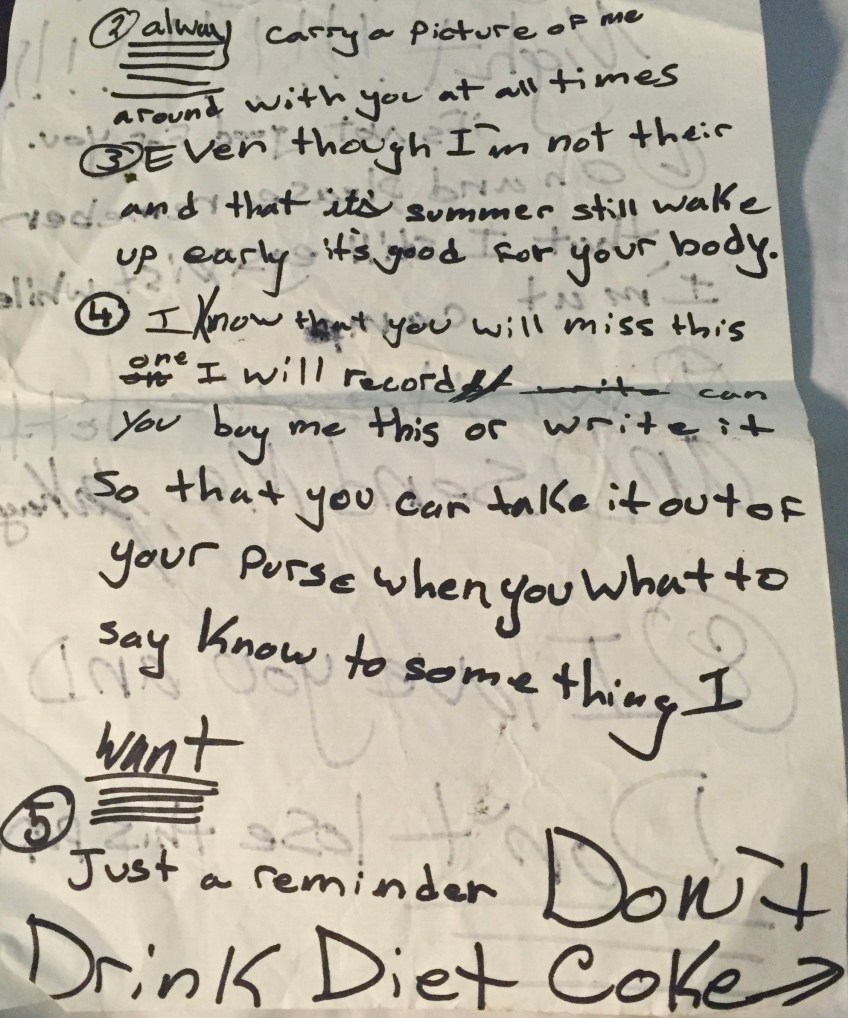 ② alway carry a picture of me
around with you at all times
③ Even though I'm not their
and that it's summer still wake
up early it's good for your body.
④ I know that you will miss this
one I will record write can
you buy me this or write it
so that you can take it out of
your purse when you what to
say know to something I
want
⑤
Just a reminder Don't
Drink Diet Coke →